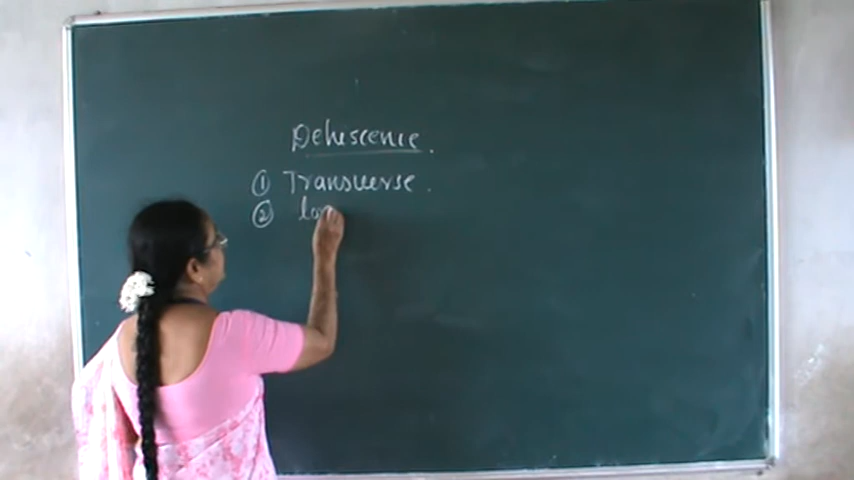 Dehiscence.
① Transverse.
② lon